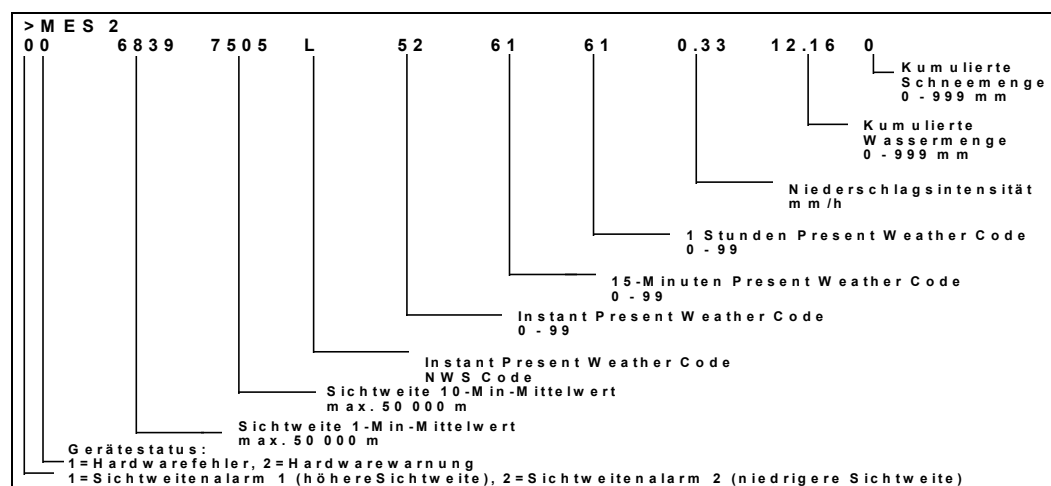 >MES 2
00 6839 7505 L 52 61 61 0.33 12.16 0
Kumulierte
Schneemenge
0 - 999 mm
Kumulierte
Wassermenge
0 - 999 mm
Niederschlagsintensität
mm/h
1 Stunden Present Weather Code
0 - 99
15-Minuten Present Weather Code
0 - 99
Instant Present Weather Code
0 - 99
Instant Present Weather Code
NWS Code
Sichtweite 10-Min-Mittelwert
max. 50 000 m
Sichtweite 1-Min-Mittelwert
max. 50 000 m
Gerätestatus:
1=Hardwarefehler, 2=Hardwarewarnung
1=Sichtweitenalarm 1 (höhere Sichtweite), 2=Sichtweitenalarm 2 (niedrigere Sichtweite)